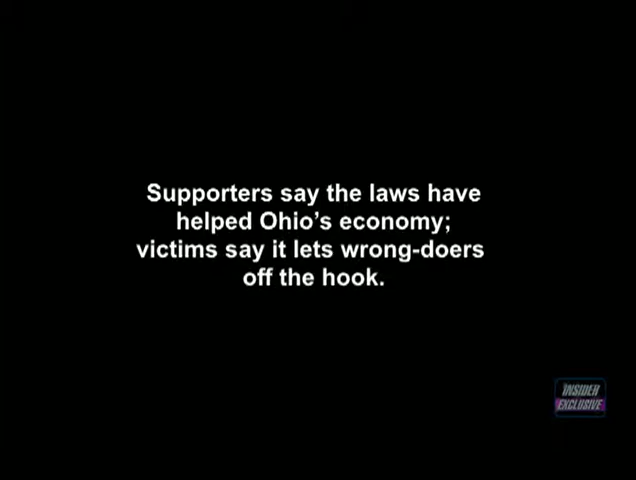 Supporters say the laws have
helped Ohio’s economy;
victims say it lets wrong-doers
off the hook.
INSIDER
EXCLUSIVE